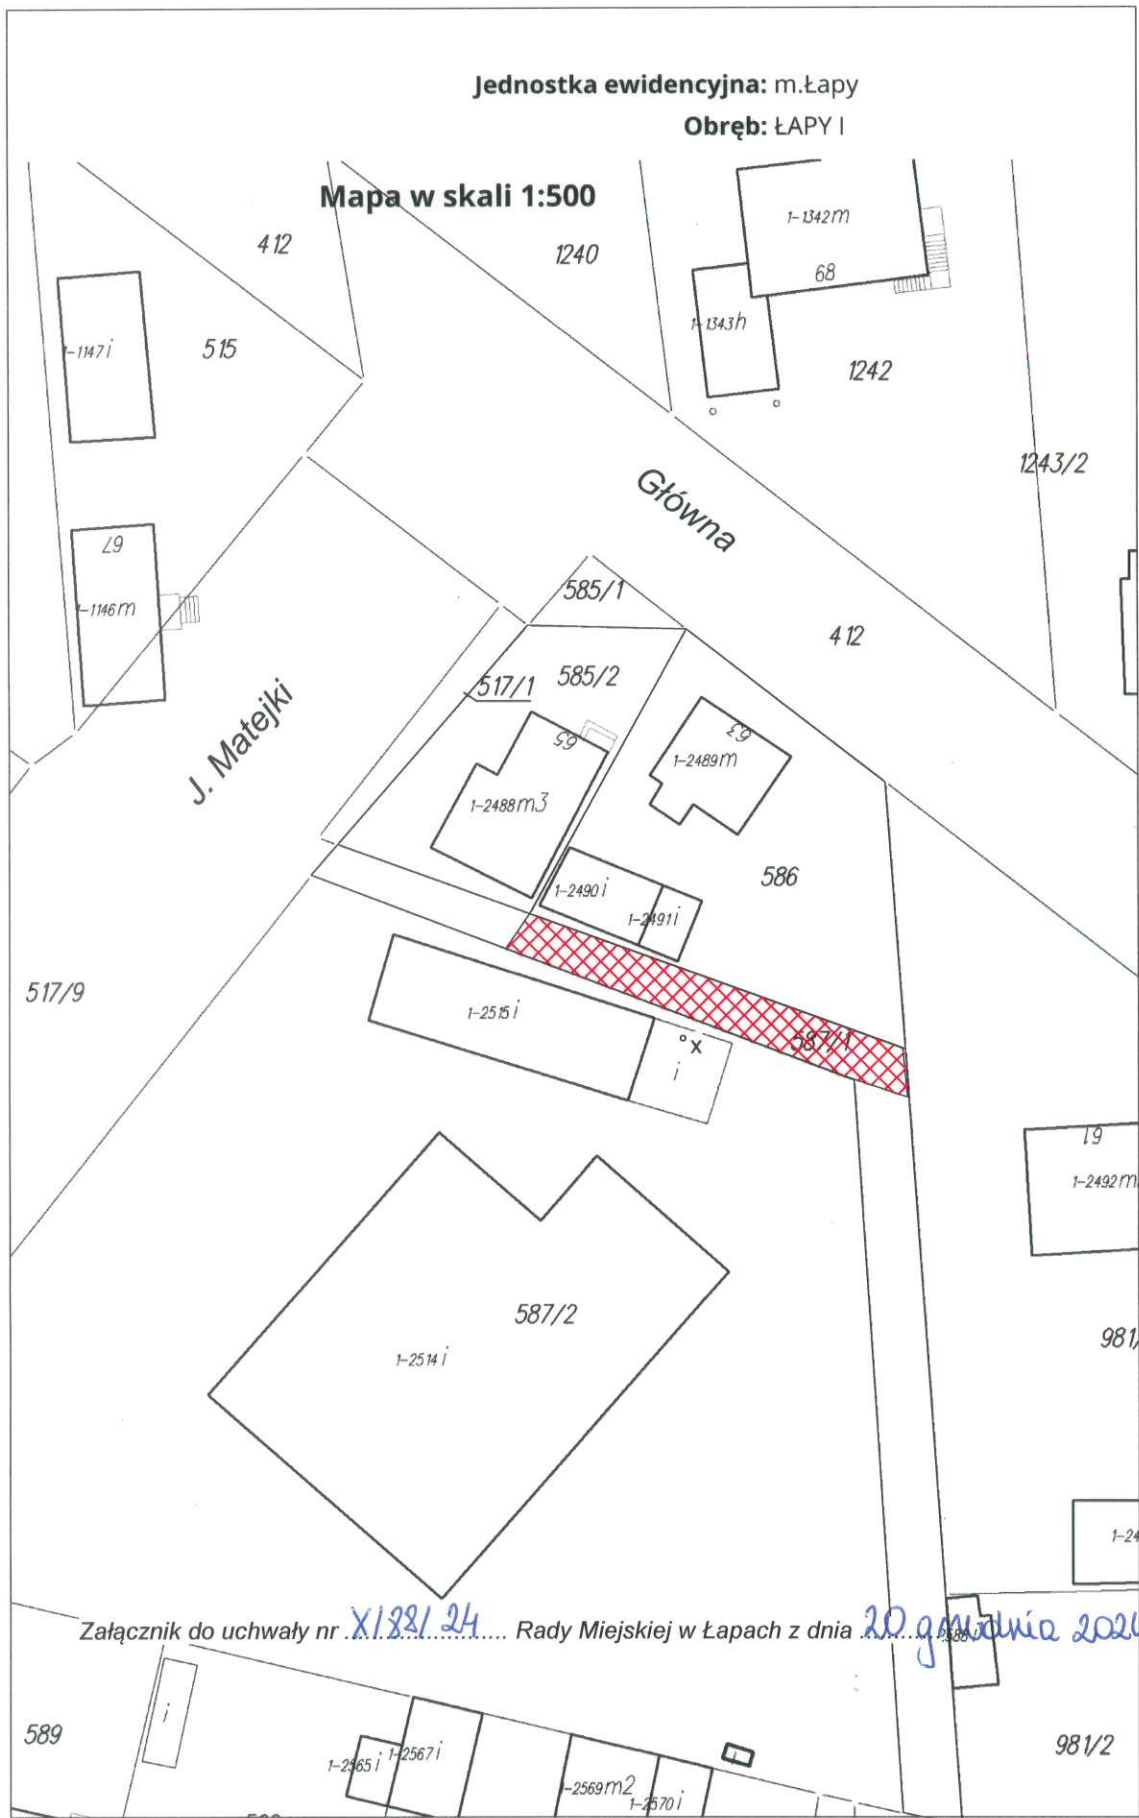 Jednostka ewidencyjna: m.Łapy
Obręb: ŁAPY I
Mapa w skali 1:500
412
1240
1-1342m
68
1-1343h
1-1147i
515
1242
1243/2
Główna
67
1-1146m
585/1
412
517/1
585/2
J. Matejki
65
63
1-2489m
1-2488m3
586
1-2490i
1-2491i
517/9
1-2515i
x
587/1
i
61
1-2492m
587/2
1-2514i
981/
1-24
Załącznik do uchwały nr X/88/24 Rady Miejskiej w Łapach z dnia 20 grudnia 202
i
589
1-2565i
1-2567i
981/2
-2569m2
1-2570i